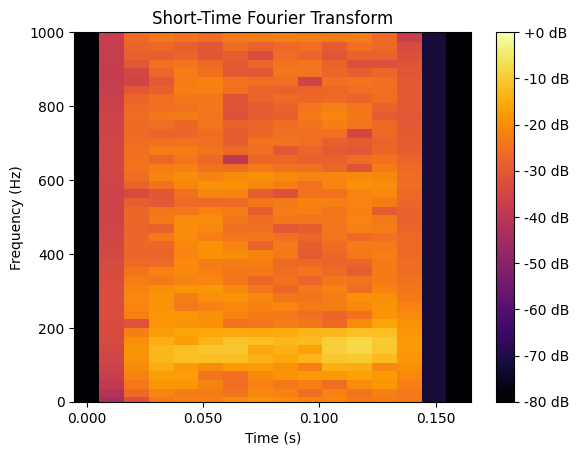 Short-Time Fourier Transform
1000
800
600
400
200
0
Frequency (Hz)
0.000
0.050
0.100
0.150
Time (s)
+0 dB
-10 dB
-20 dB
-30 dB
-40 dB
-50 dB
-60 dB
-70 dB
-80 dB